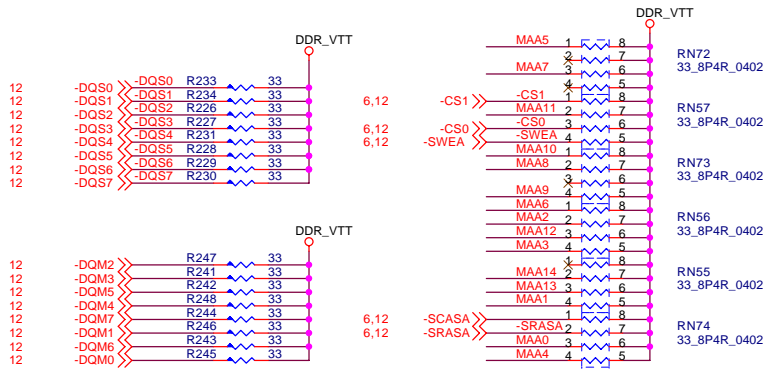 DDR_VTT
12 -DQS0 -DQS0 R233 33
12 -DQS1 -DQS1 R234 33
12 -DQS2 -DQS2 R226 33
12 -DQS3 -DQS3 R227 33
12 -DQS4 -DQS4 R231 33
12 -DQS5 -DQS5 R228 33
12 -DQS6 -DQS6 R229 33
12 -DQS7 -DQS7 R230 33
DDR_VTT
12 -DQM2 R247 33
12 -DQM3 R241 33
12 -DQM5 R242 33
12 -DQM4 R248 33
12 -DQM7 R244 33
12 -DQM1 R246 33
12 -DQM6 R243 33
12 -DQM0 R245 33
DDR_VTT
MAA5 1 8
2 7
MAA7 3 6
4 5
RN72
33_8P4R_0402
6,12 -CS1 -CS1 1 8
MAA11 2 7
6,12 -CS0 -CS0 3 6
6,12 -SWEA -SWEA 4 5
RN57
33_8P4R_0402
MAA10 1 8
MAA8 2 7
3 6
MAA9 4 5
RN73
33_8P4R_0402
MAA6 1 8
MAA2 2 7
MAA12 3 6
MAA3 4 5
RN56
33_8P4R_0402
1 8
MAA14 2 7
MAA13 3 6
MAA1 4 5
RN55
33_8P4R_0402
6,12 -SCASA 1 8
6,12 -SRASA -SRASA 2 7
MAA0 3 6
MAA4 4 5
RN74
33_8P4R_0402